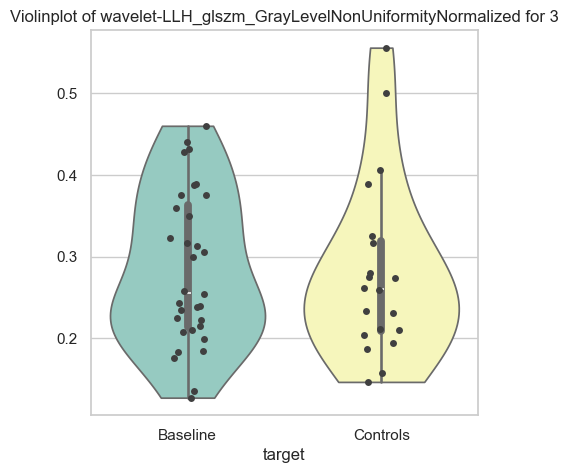 Violinplot of wavelet-LLH_glszm_GrayLevelNonUniformityNormalized for 3
0.5
0.4
0.3
0.2
Baseline Controls
target